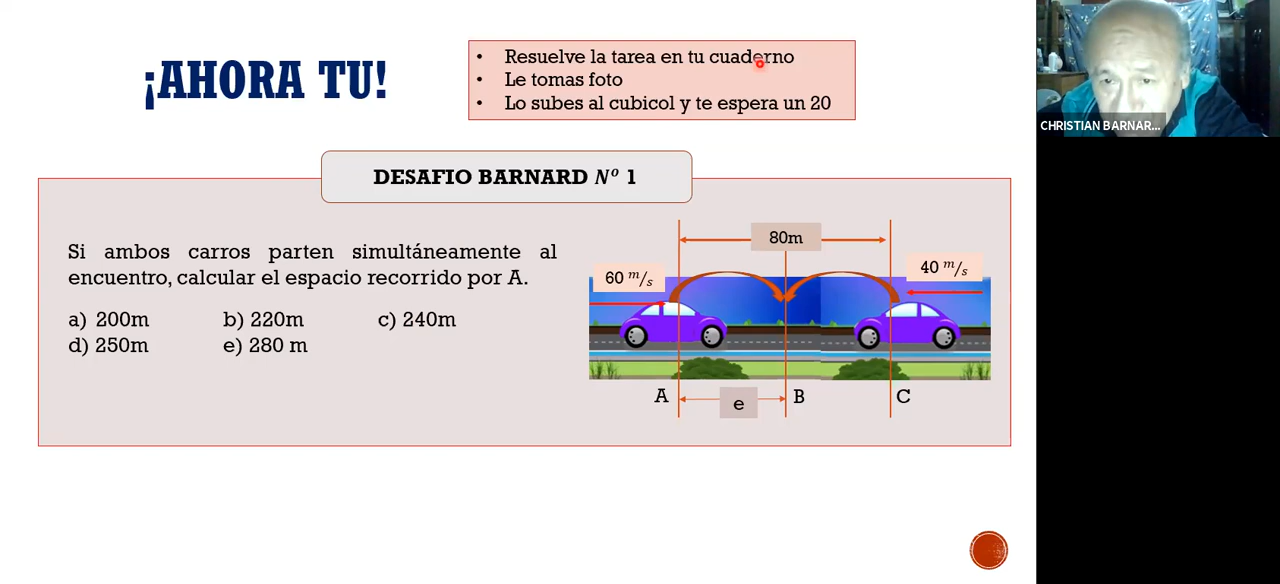 ¡AHORA TU!
• Resuelve la tarea en tu cuaderno
• Le tomas foto
• Lo subes al cubicol y te espera un 20
CHRISTIAN BARNAR...
DESAFIO BARNARD N° 1
Si ambos carros parten simultáneamente al
encuentro, calcular el espacio recorrido por A.
a) 200m b) 220m c) 240m
d) 250m e) 280 m
80m
60 m/s
40 m/s
A e B C